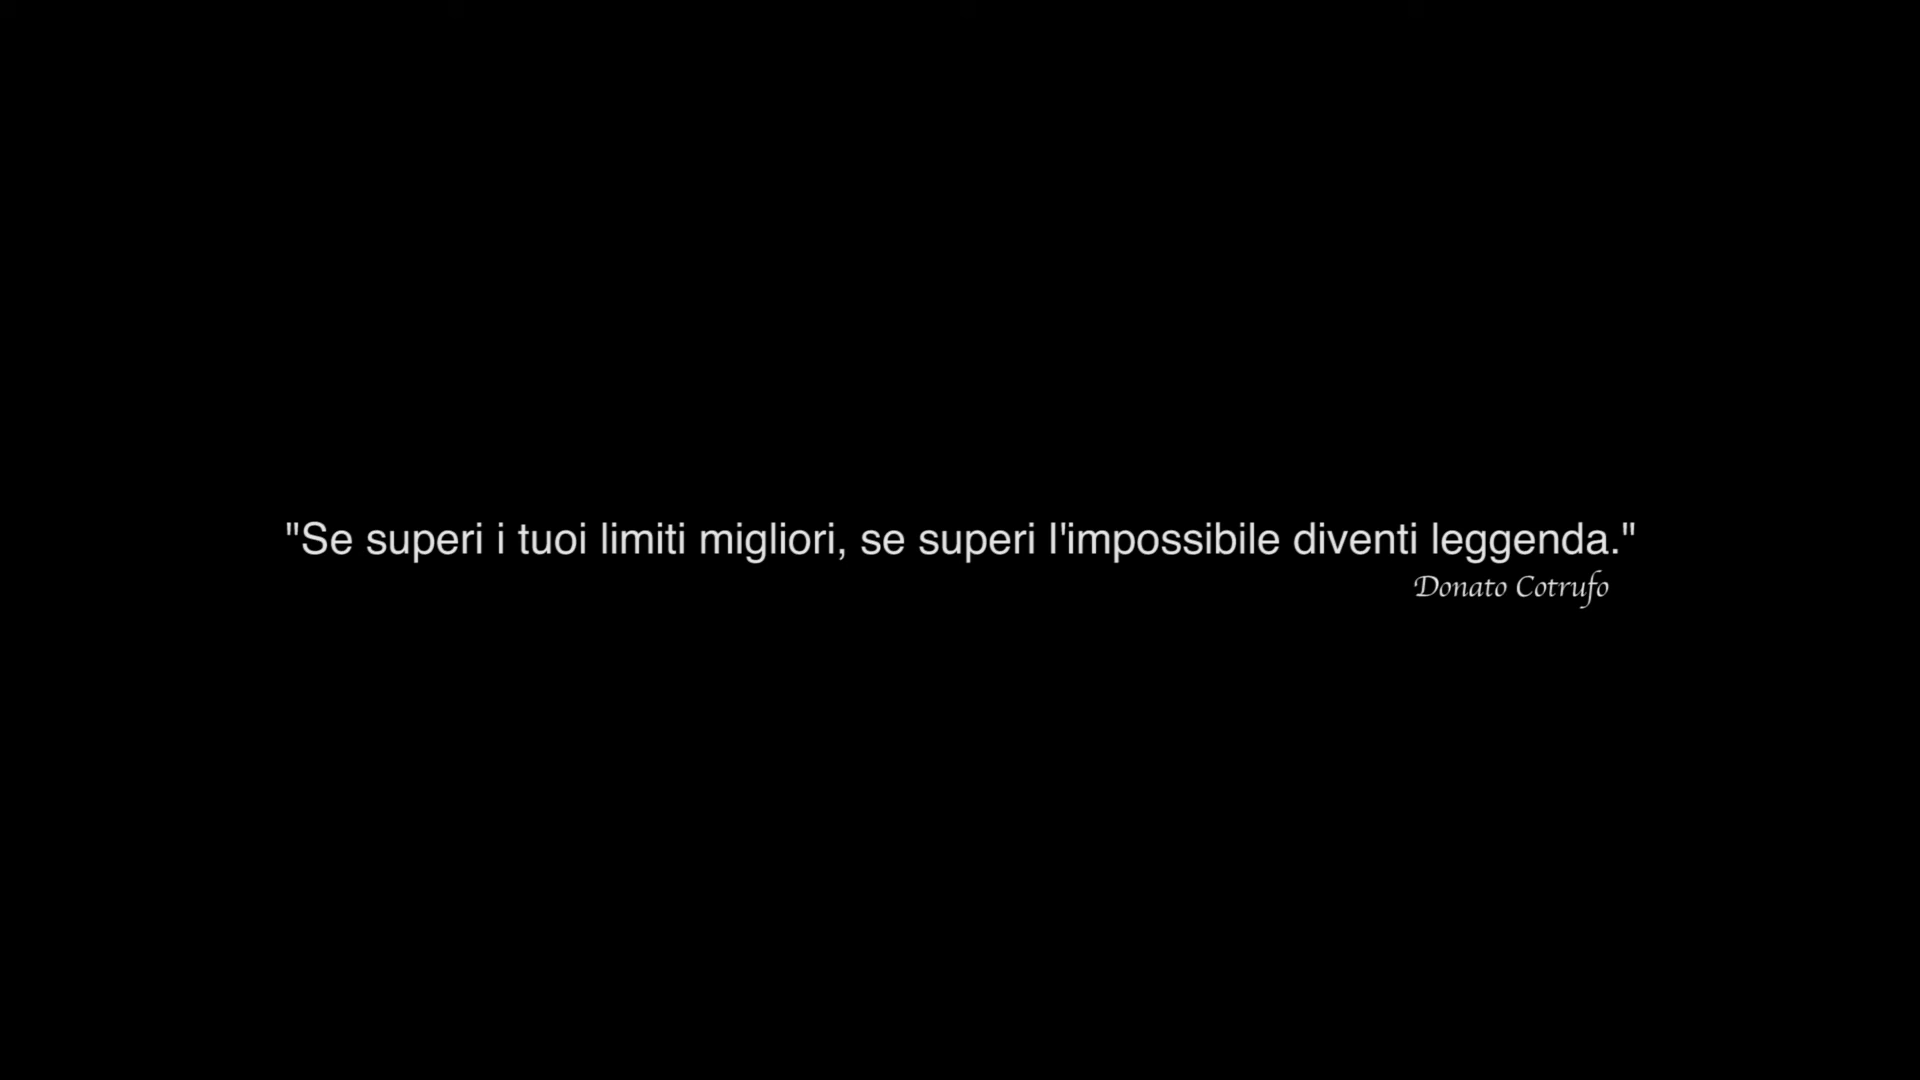 "Se superi i tuoi limiti migliori, se superi l'impossibile diventi leggenda."
Donato Cotrufo